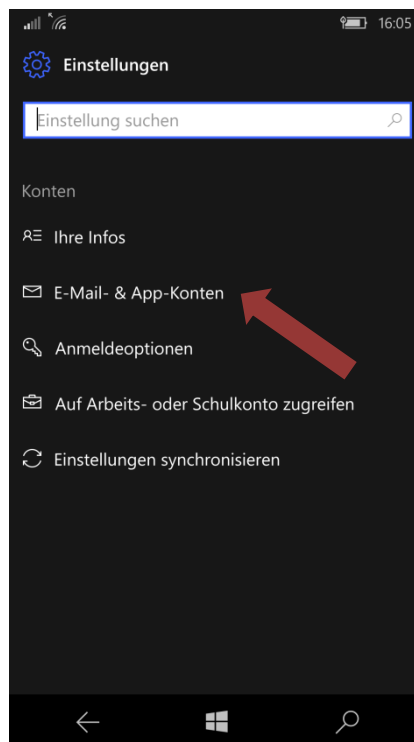 16:05
Einstellungen
Einstellung suchen
Konten
Ihre Infos
E-Mail- & App-Konten
Anmeldeoptionen
Auf Arbeits- oder Schulkonto zugreifen
Einstellungen synchronisieren